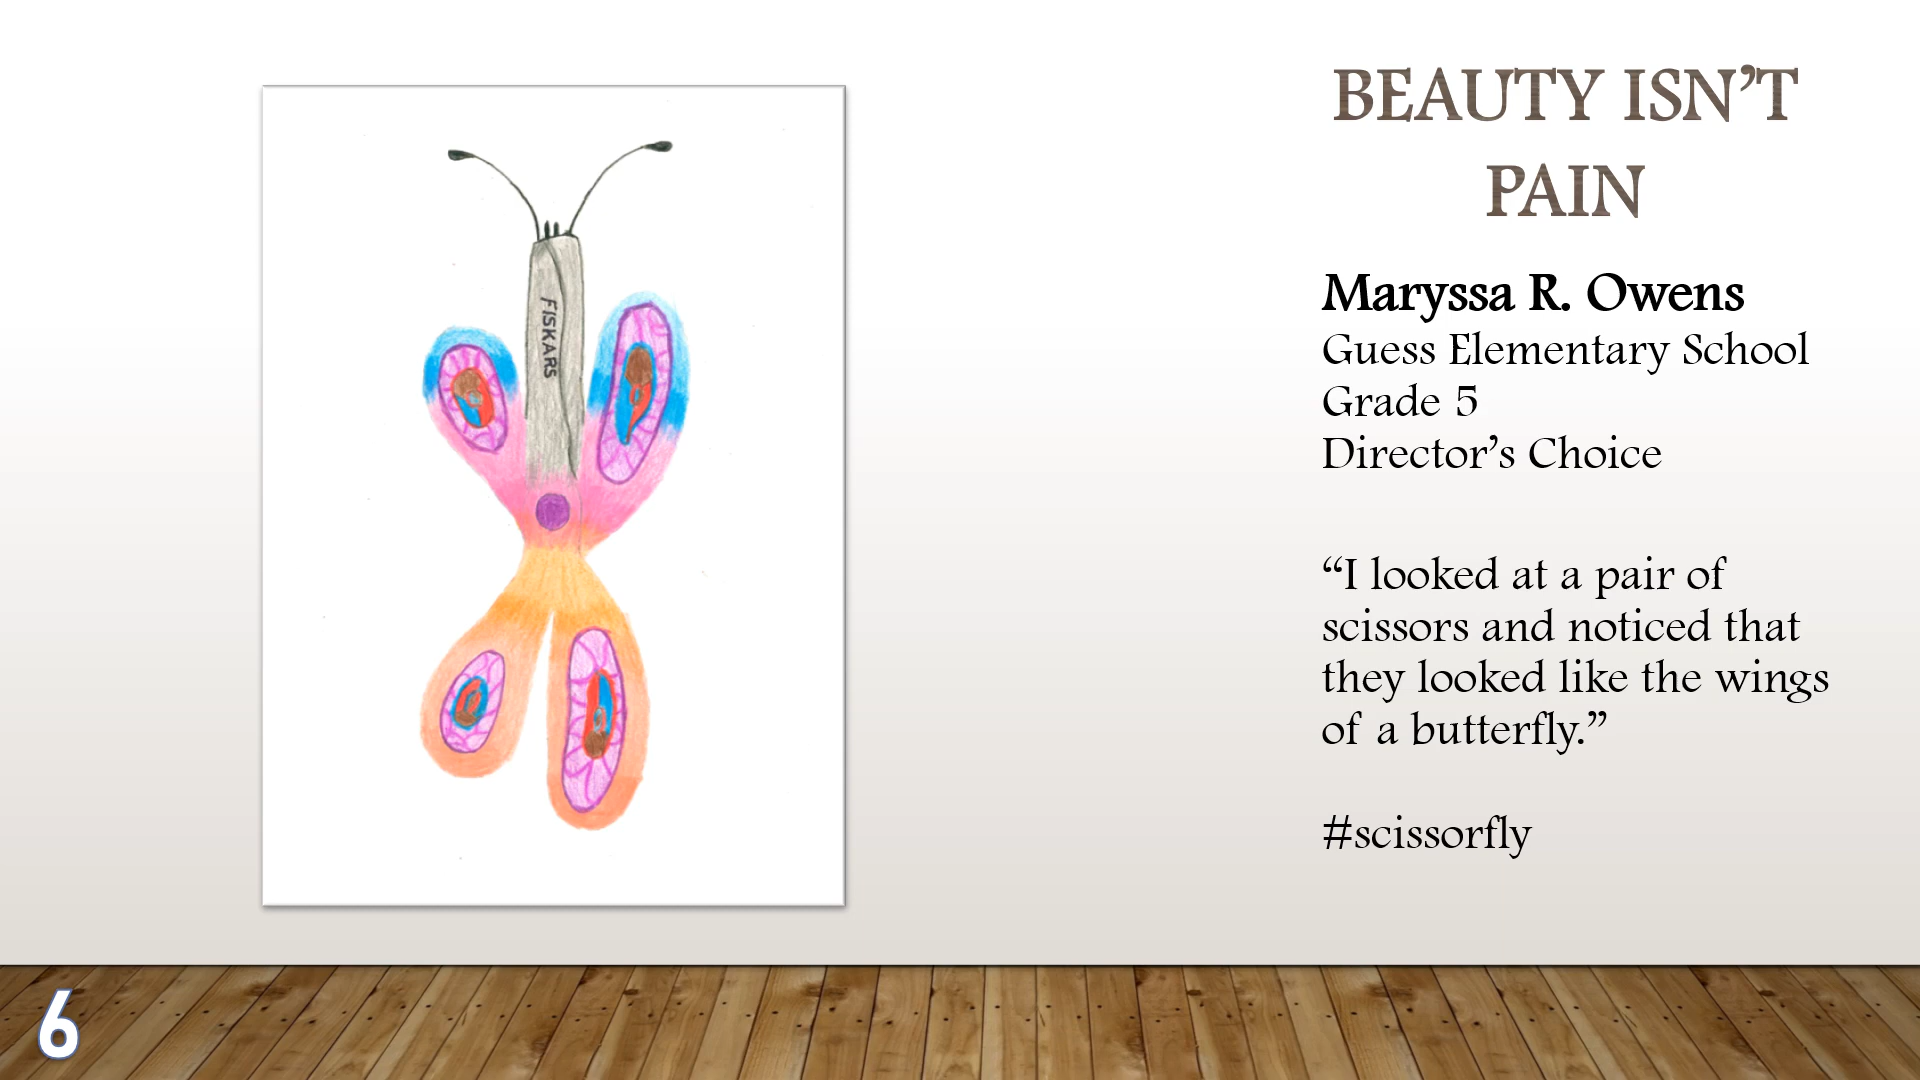 BEAUTY ISN’T
PAIN
FISKARS
Maryssa R. Owens
Guess Elementary School
Grade 5
Director’s Choice
“I looked at a pair of
scissors and noticed that
they looked like the wings
of a butterfly.”
#scissorfly
6